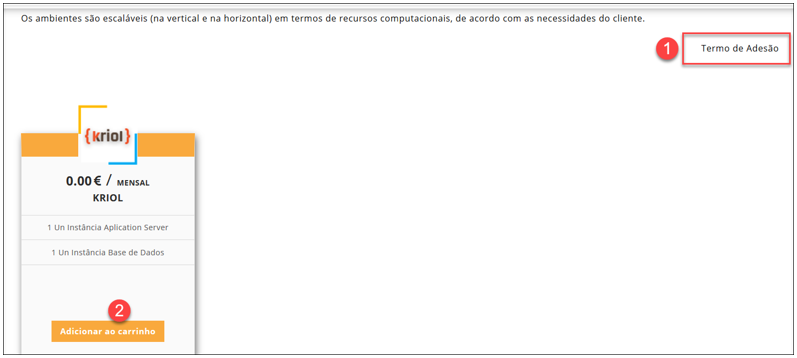 Os ambientes são escaláveis (na vertical e na horizontal) em termos de recursos computacionais, de acordo com as necessidades do cliente.
1 Termo de Adesão
{kriol}
0.00€ / MENSAL
KRIOL
1 Un Instância Aplication Server
1 Un Instância Base de Dados
2
Adicionar ao carrinho